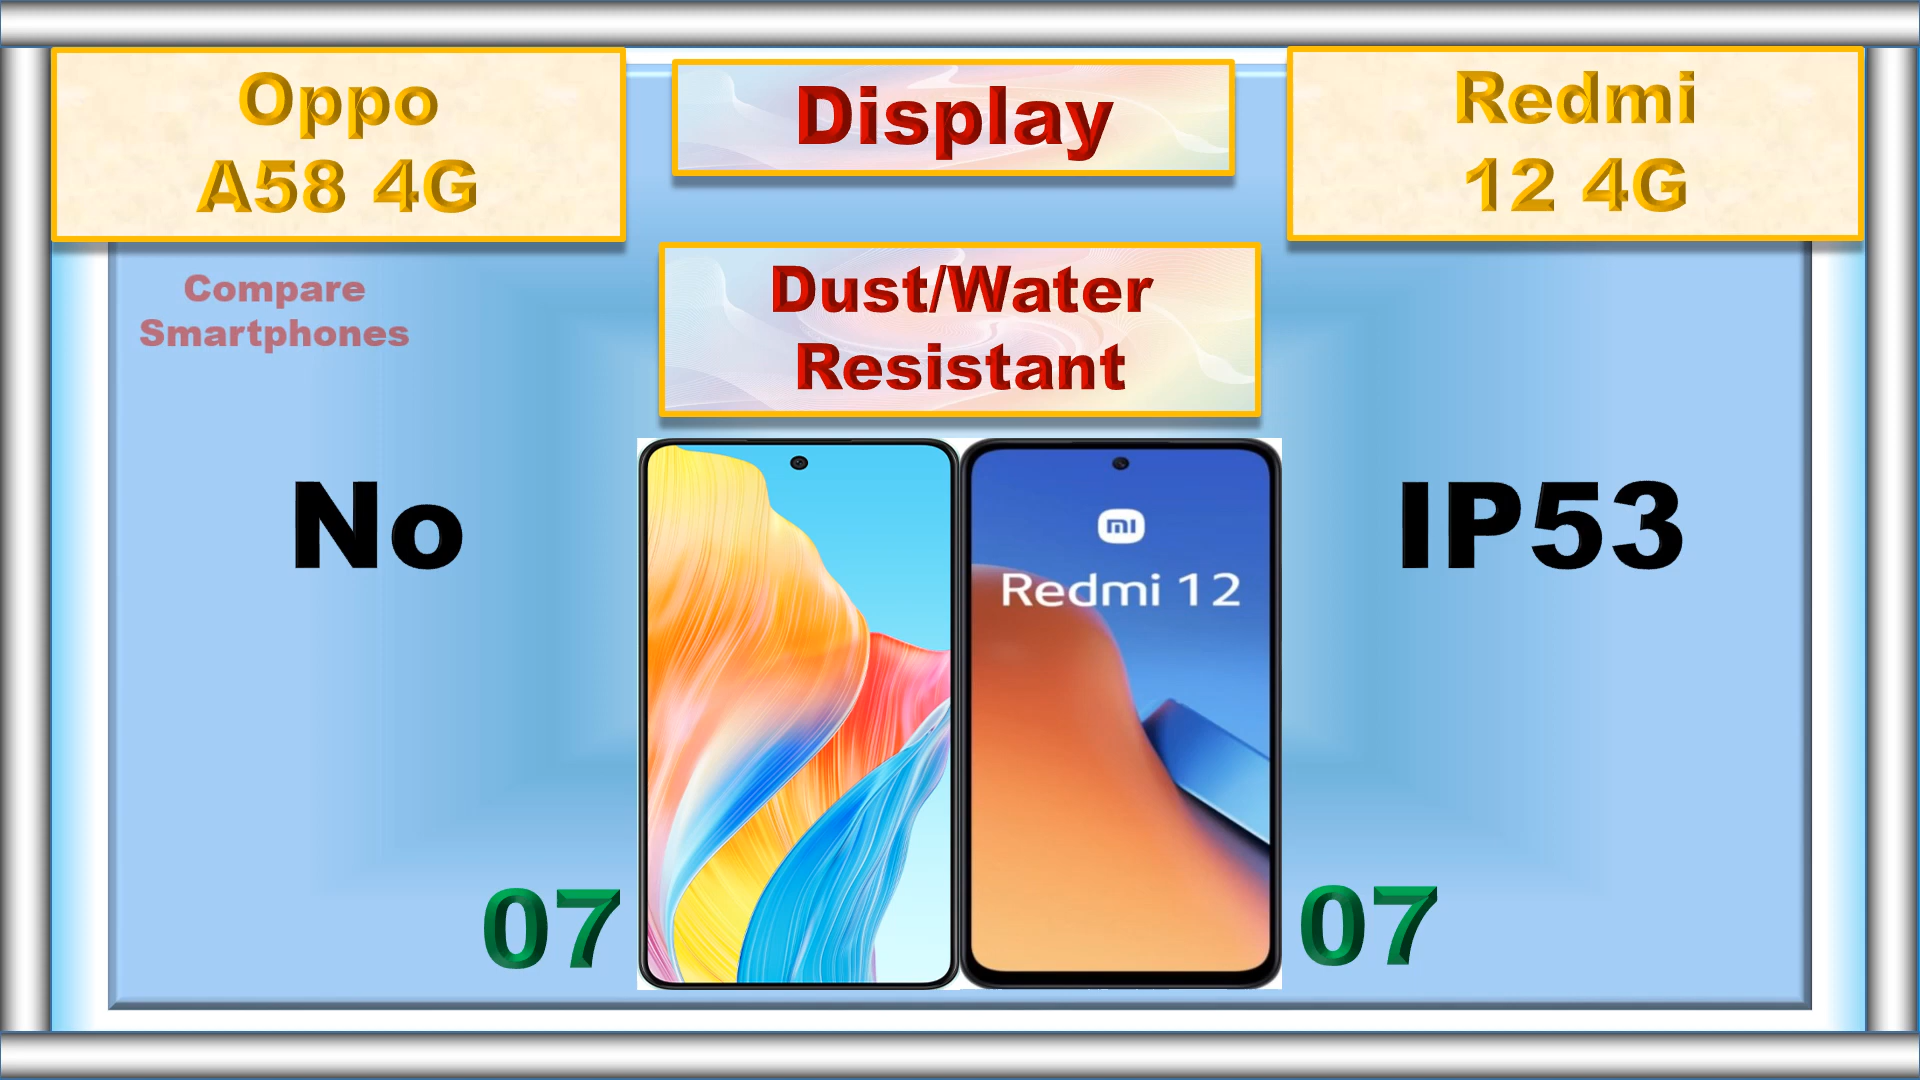 Oppo
A58 4G
Display
Redmi
12 4G
Compare
Smartphones
Dust/Water
Resistant
No
IP53
mi
Redmi 12
07
07